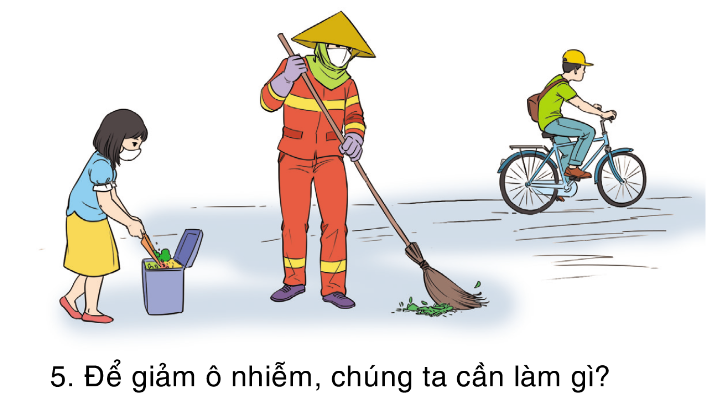 5. Để giảm ô nhiễm, chúng ta cần làm gì?